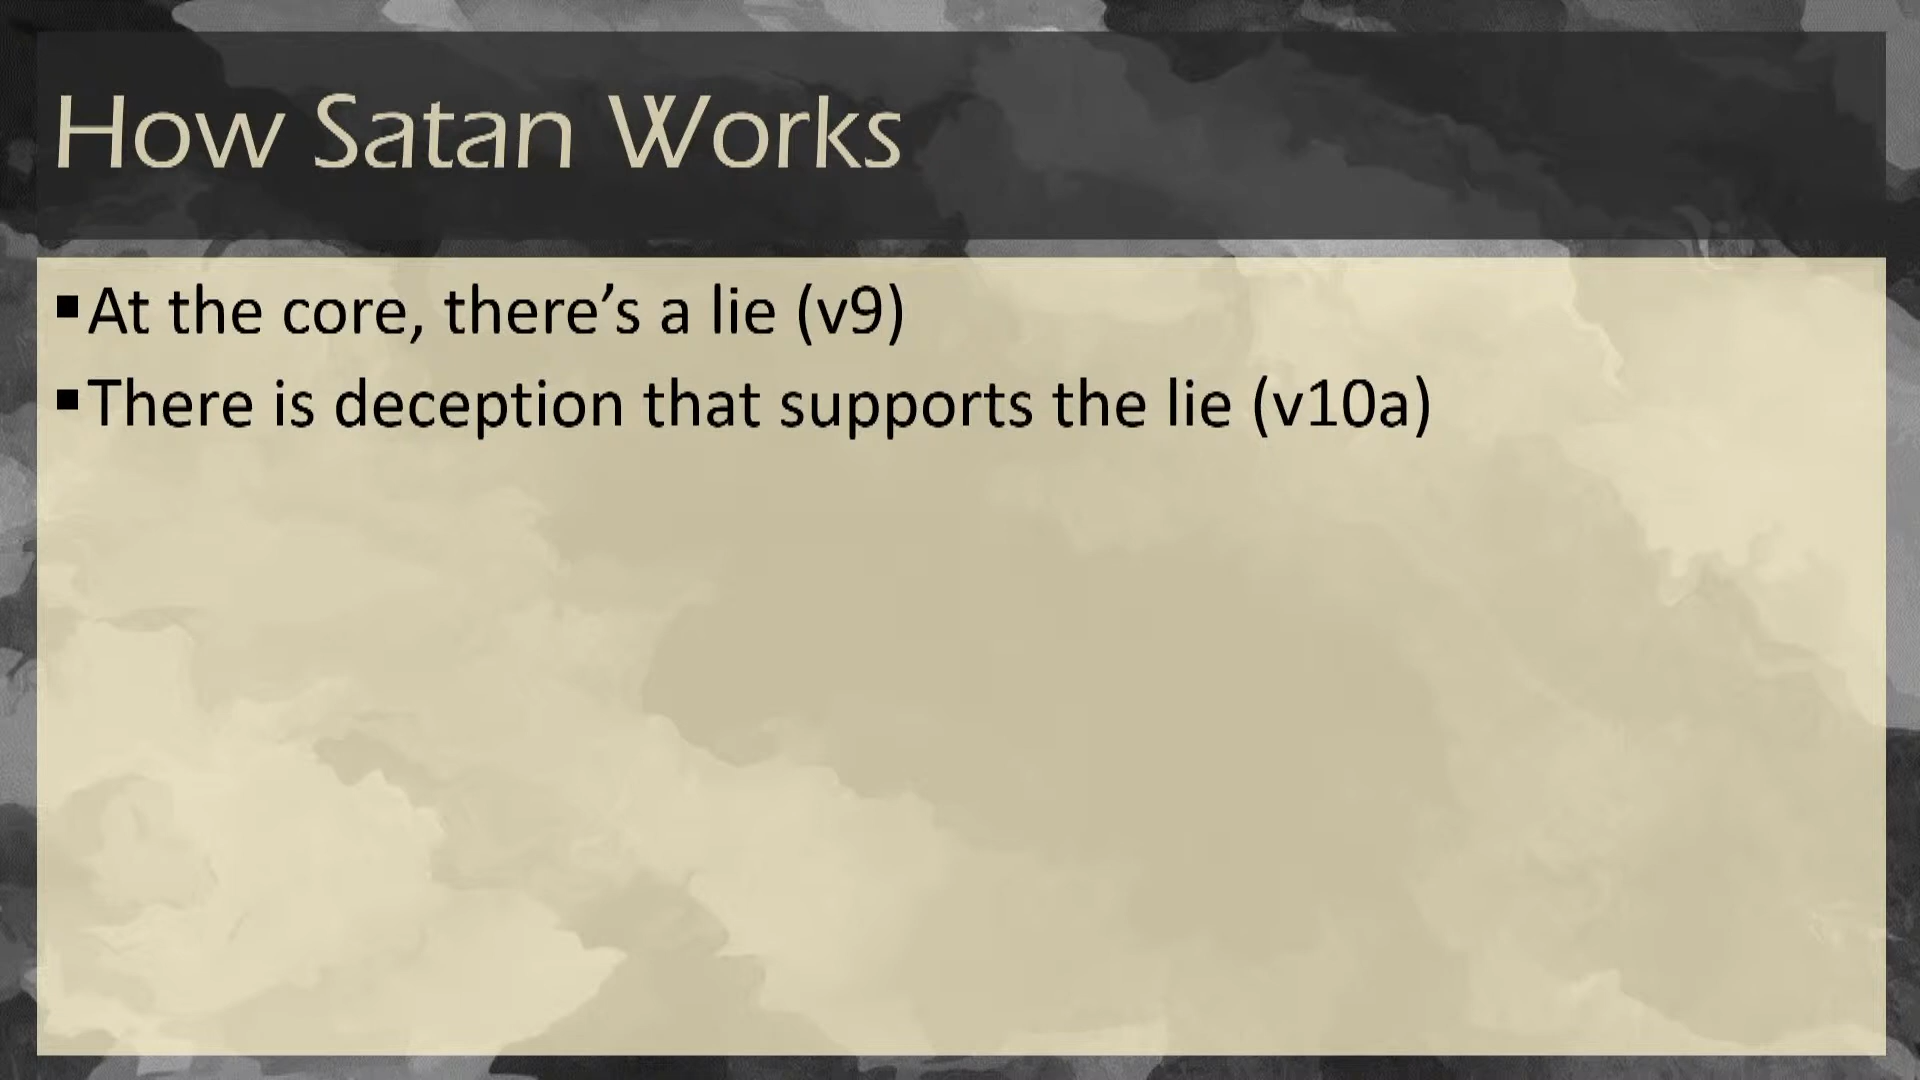 How Satan Works
▪At the core, there’s a lie (v9)
▪There is deception that supports the lie (v10a)